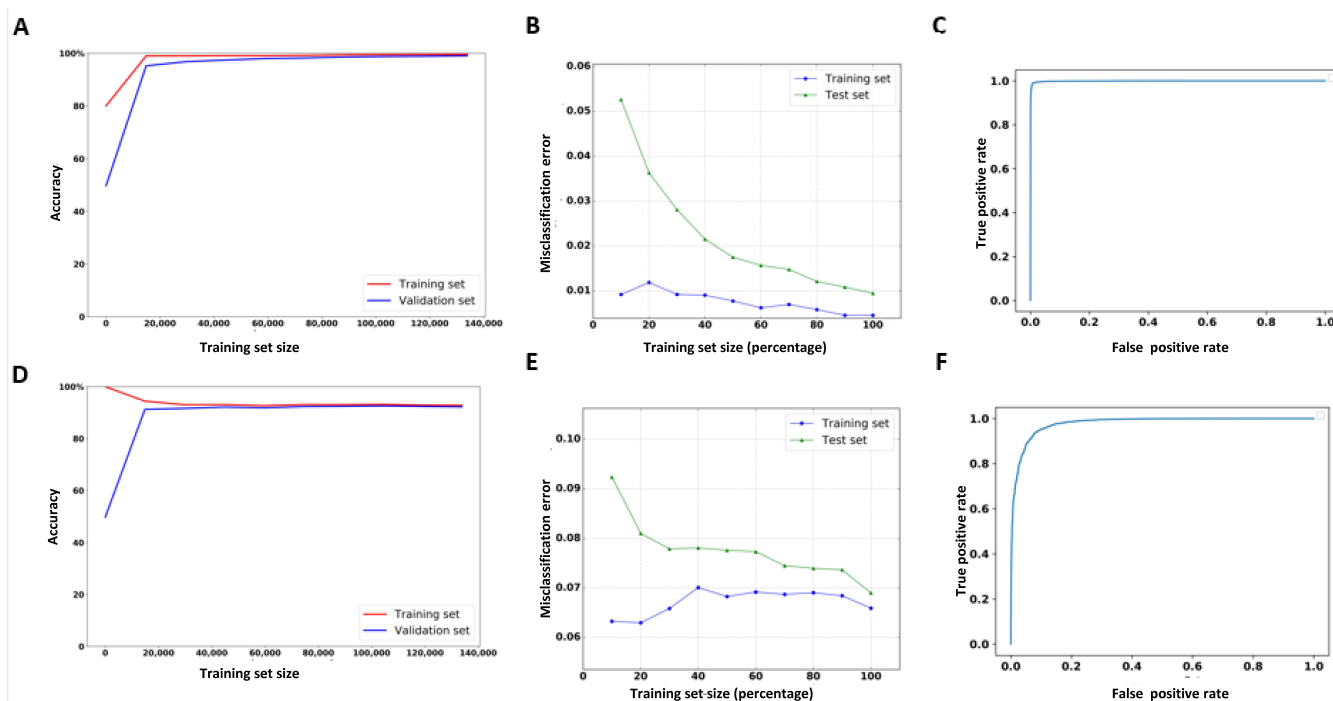 A
100%
80
60
40
20
0
Accuracy
0
20,000
40,000
60,000
80,000
100,000
120,000
140,000
Training set size
Training set
Validation set
B
0.06
0.05
0.04
0.03
0.02
0.01
Misclassification error
0
20
40
60
80
100
Training set size (percentage)
Training set
Test set
C
1.0
0.8
0.6
0.4
0.2
0.0
True positive rate
0.0
0.2
0.4
0.6
0.8
1.0
False positive rate
D
100%
80
60
40
20
0
Accuracy
0
20,000
40,000
60,000
80,000
100,000
120,000
140,000
Training set size
Training set
Validation set
E
0.10
0.09
0.08
0.07
0.06
Misclassification error
0
20
40
60
80
100
Training set size (percentage)
Training set
Test set
F
1.0
0.8
0.6
0.4
0.2
0.0
True positive rate
0.0
0.2
0.4
0.6
0.8
1.0
False positive rate